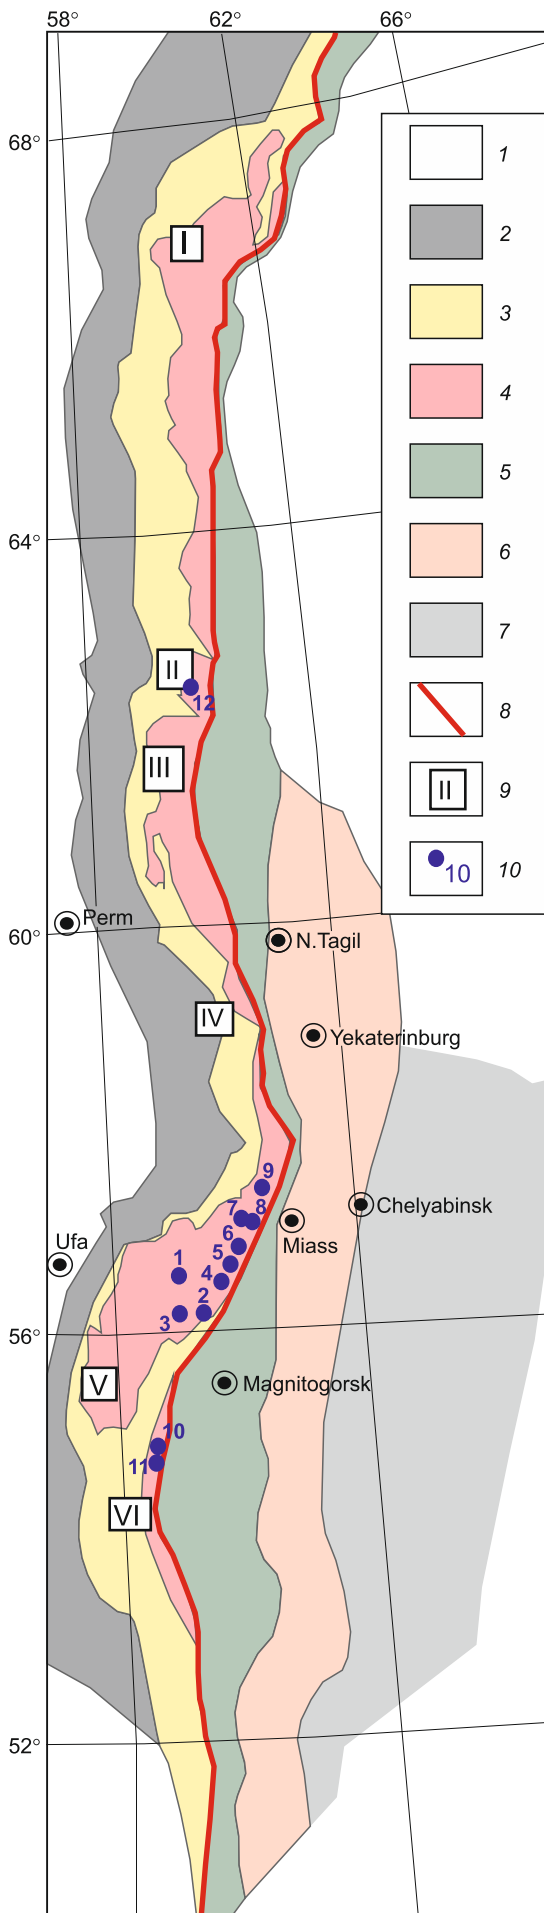 58° 62° 66°
68°
1
2
I
3
4
5
64°
6
7
II
8
12
III
II 9
10 10
Perm
60°
N.Tagil
IV
Yekaterinburg
9
7 8
Chelyabinsk
6
Ufa
Miass
5
1
4
2
3
56°
V
Magnitogorsk
10
11
VI
52°